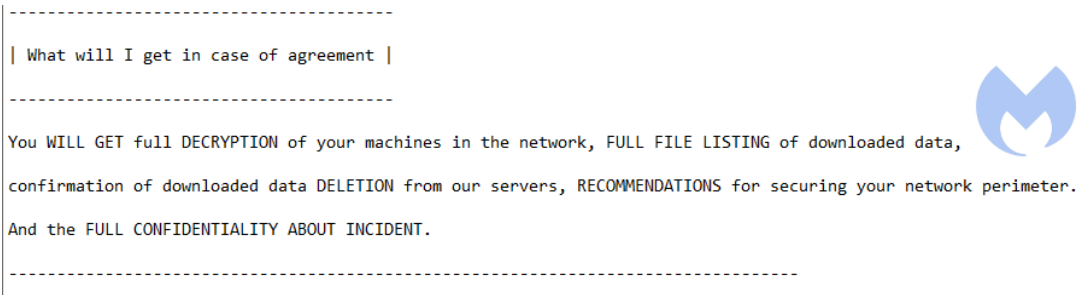 ----------------------------------------
| What will I get in case of agreement |
----------------------------------------
You WILL GET full DECRYPTION of your machines in the network, FULL FILE LISTING of downloaded data,
confirmation of downloaded data DELETION from our servers, RECOMMENDATIONS for securing your network perimeter.
And the FULL CONFIDENTIALITY ABOUT INCIDENT.
----------------------------------------------------------------------------------